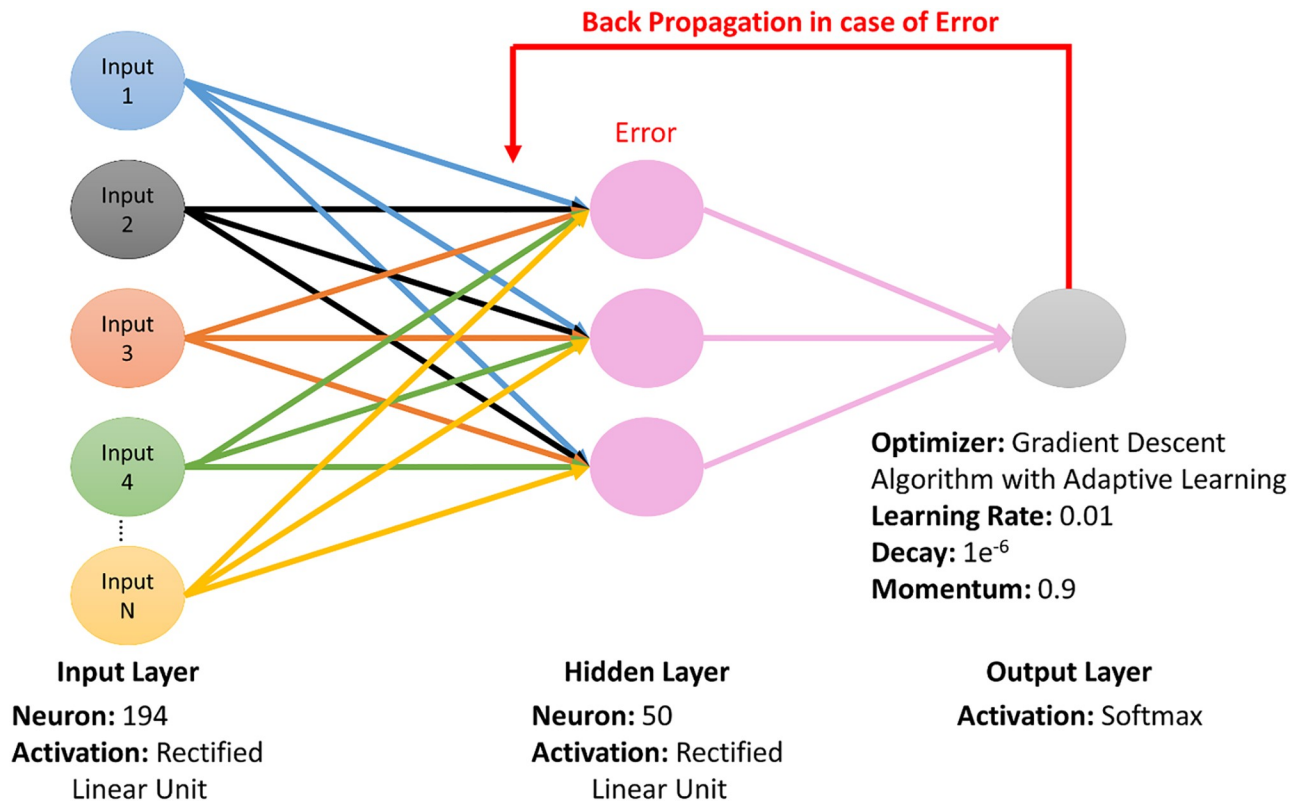 Back Propagation in case of Error
Input
1
Error
Input
2
Input
3
Input
4
Input
N
Optimizer: Gradient Descent
Algorithm with Adaptive Learning
Learning Rate: 0.01
Decay: 1e⁻⁶
Momentum: 0.9
Input Layer
Neuron: 194
Activation: Rectified
Linear Unit
Hidden Layer
Neuron: 50
Activation: Rectified
Linear Unit
Output Layer
Activation: Softmax